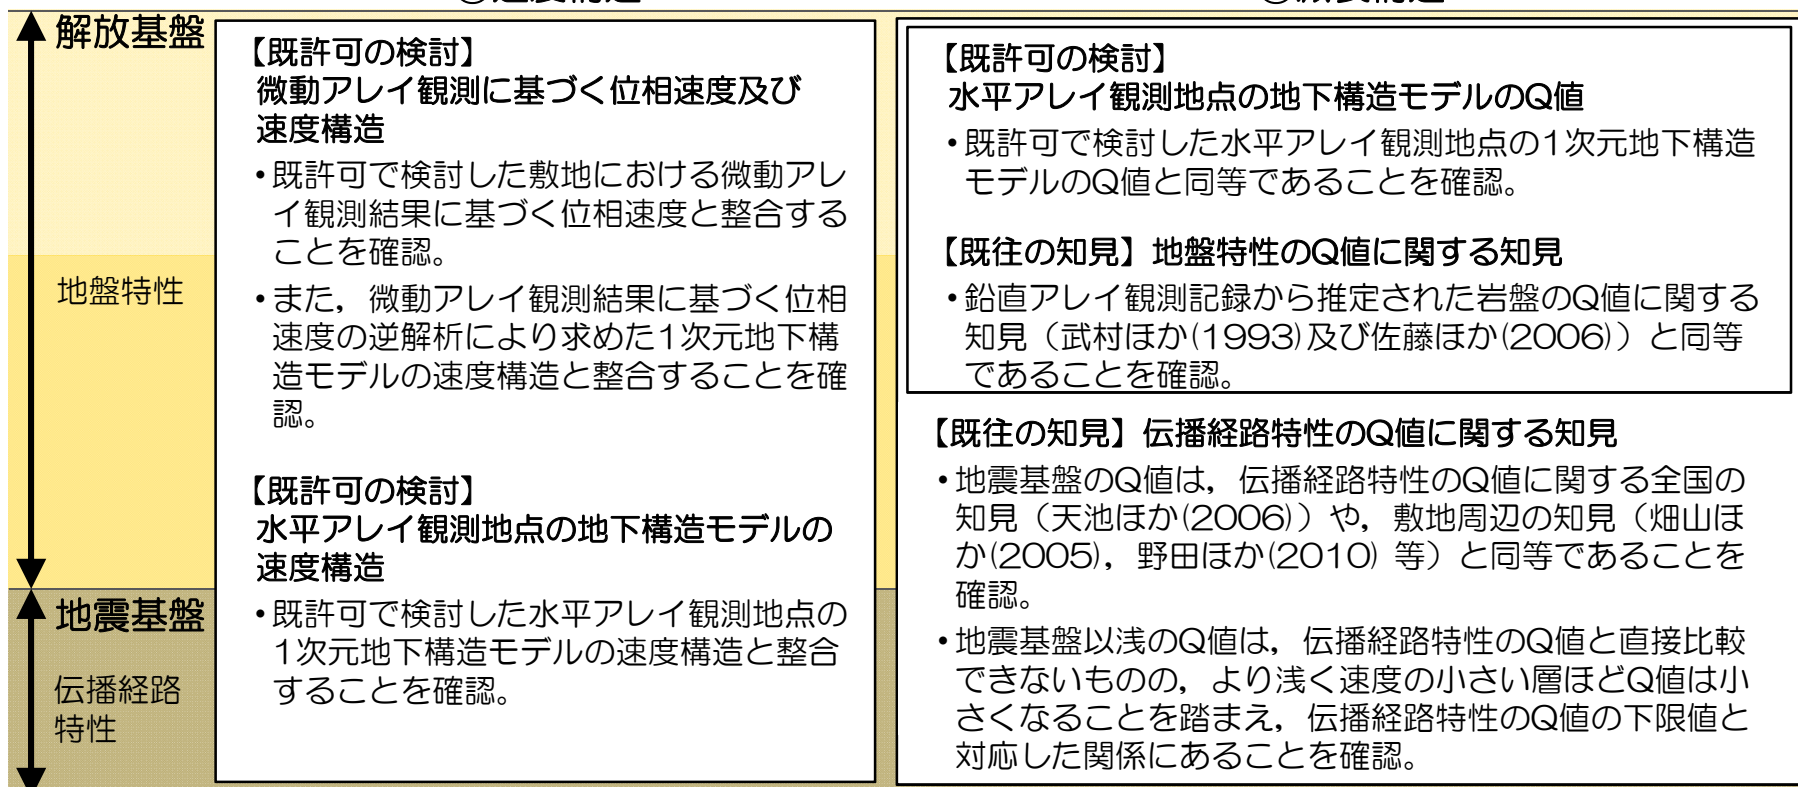 解放基盤
地盤特性
地震基盤
伝播経路
特性
【既許可の検討】
微動アレイ観測に基づく位相速度及び
速度構造
•既許可で検討した敷地における微動アレ
イ観測結果に基づく位相速度と整合する
ことを確認。
•また，微動アレイ観測結果に基づく位相
速度の逆解析により求めた1次元地下構
造モデルの速度構造と整合することを確
認。
【既許可の検討】
水平アレイ観測地点の地下構造モデルの
速度構造
•既許可で検討した水平アレイ観測地点の
1次元地下構造モデルの速度構造と整合
することを確認。
【既許可の検討】
水平アレイ観測地点の地下構造モデルのQ値
•既許可で検討した水平アレイ観測地点の1次元地下構造
モデルのQ値と同等であることを確認。
【既往の知見】地盤特性のQ値に関する知見
•鉛直アレイ観測記録から推定された岩盤のQ値に関する
知見（武村ほか(1993)及び佐藤ほか(2006)）と同等
であることを確認。
【既往の知見】伝播経路特性のQ値に関する知見
•地震基盤のQ値は，伝播経路特性のQ値に関する全国の
知見（天池ほか(2006)）や，敷地周辺の知見（畑山ほ
か(2005)，野田ほか(2010) 等）と同等であることを
確認。
•地震基盤以浅のQ値は，伝播経路特性のQ値と直接比較
できないものの，より浅く速度の小さい層ほどQ値は小
さくなることを踏まえ，伝播経路特性のQ値の下限値と
対応した関係にあることを確認。